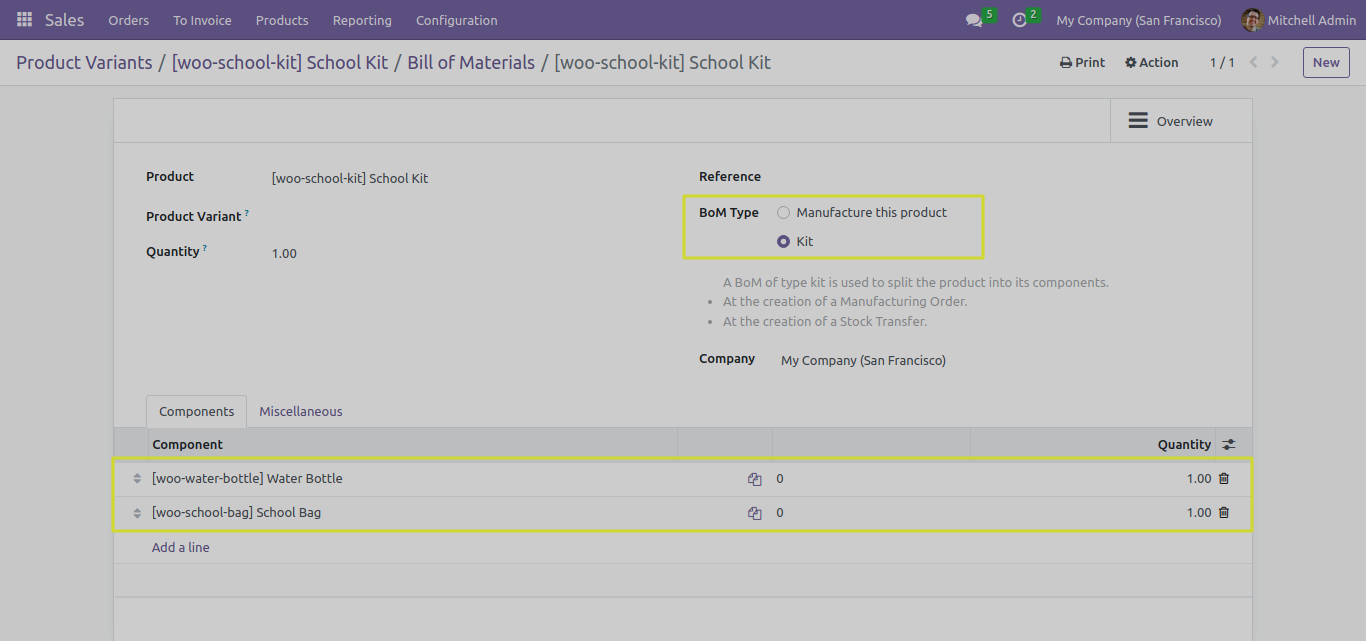 Sales Orders To Invoice Products Reporting Configuration 5 2 My Company (San Francisco) Mitchell Admin
Product Variants / [woo-school-kit] School Kit / Bill of Materials / [woo-school-kit] School Kit Print Action 1 / 1 New
Overview
Product [woo-school-kit] School Kit
Product Variant ?
Quantity ? 1.00
Reference
BoM Type Manufacture this product
Kit
A BoM of type kit is used to split the product into its components.
• At the creation of a Manufacturing Order.
• At the creation of a Stock Transfer.
Company My Company (San Francisco)
Components Miscellaneous
Component Quantity
[woo-water-bottle] Water Bottle 0 1.00
[woo-school-bag] School Bag 0 1.00
Add a line